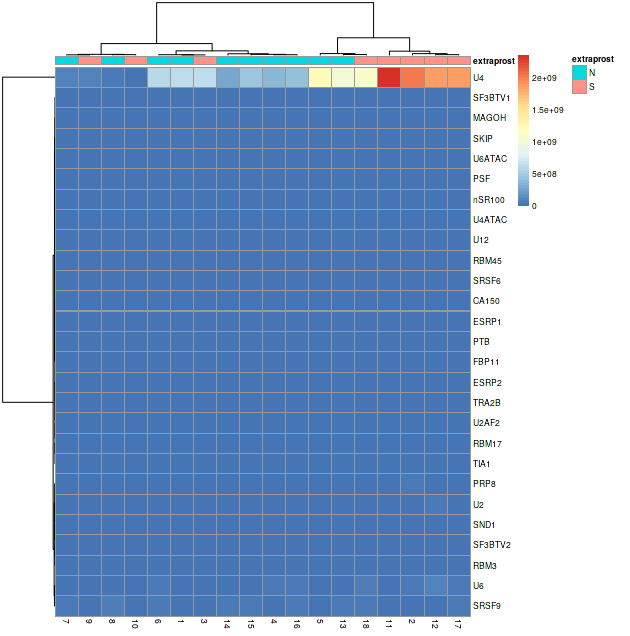 extraprost
U4
SF3BTV1
MAGOH
SKIP
U6ATAC
PSF
nSR100
U4ATAC
U12
RBM45
SRSF6
CA150
ESRP1
PTB
FBP11
ESRP2
TRA2B
U2AF2
RBM17
TIA1
PRP8
U2
SND1
SF3BTV2
RBM3
U6
SRSF9
7 9 8 10 6 1 3 14 15 4 16 5 13 18 11 2 12 17
2e+09
1.5e+09
1e+09
5e+08
0
extraprost
N
S